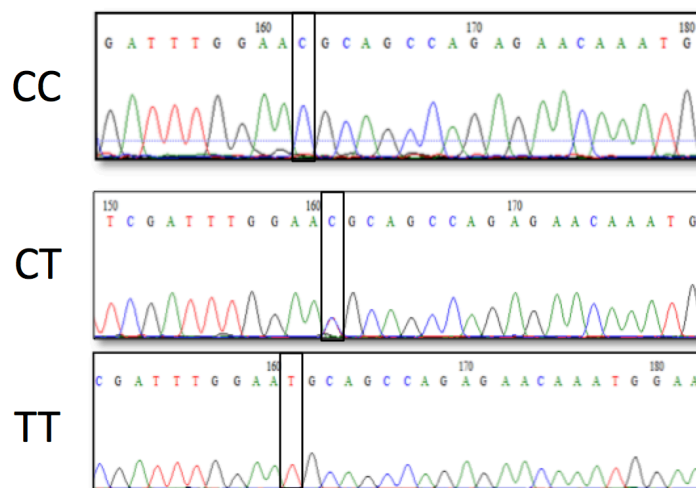 160 170 180
G A T T T G G A A C G C A G C C A G A G A A C A A A T G
CC
150 160 170
T C G A T T T G G A A C G C A G C C A G A G A A C A A A T G
CT
160 170 180
C G A T T T G G A A T G C A G C C A G A G A A C A A A T G G A A
TT